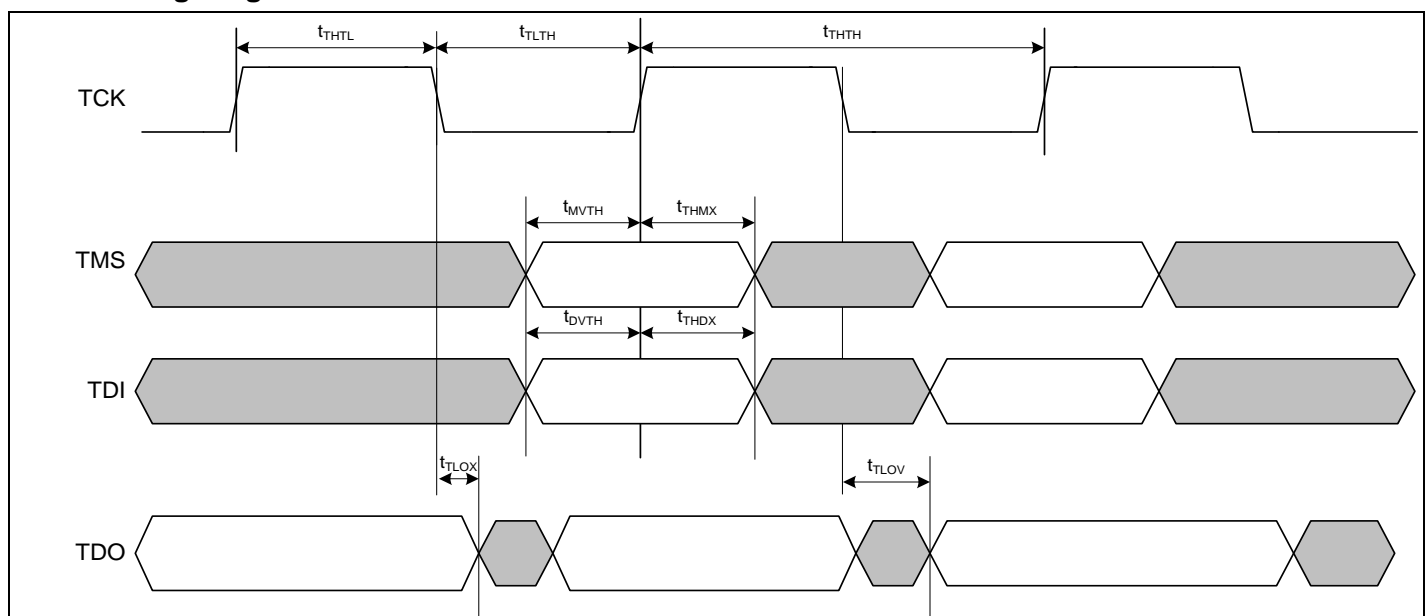 tTHTL tTLTH tTHTH
TCK
tMVTH tTHMX
TMS
tDVTH tTHDX
TDI
tTLOX tTLOV
TDO